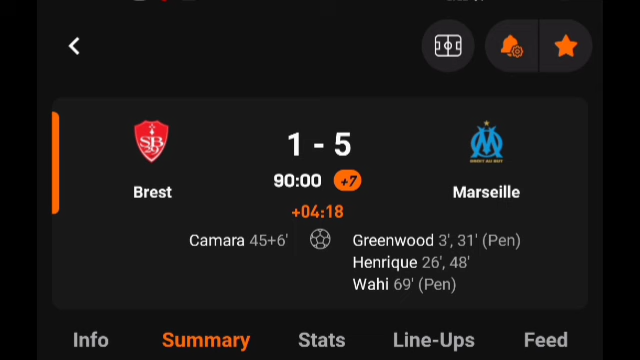 1 - 5
90:00 +7
Brest
Marseille
+04:18
Camara 45+6'
Greenwood 3', 31' (Pen)
Henrique 26', 48'
Wahi 69' (Pen)
Info Summary Stats Line-Ups Feed